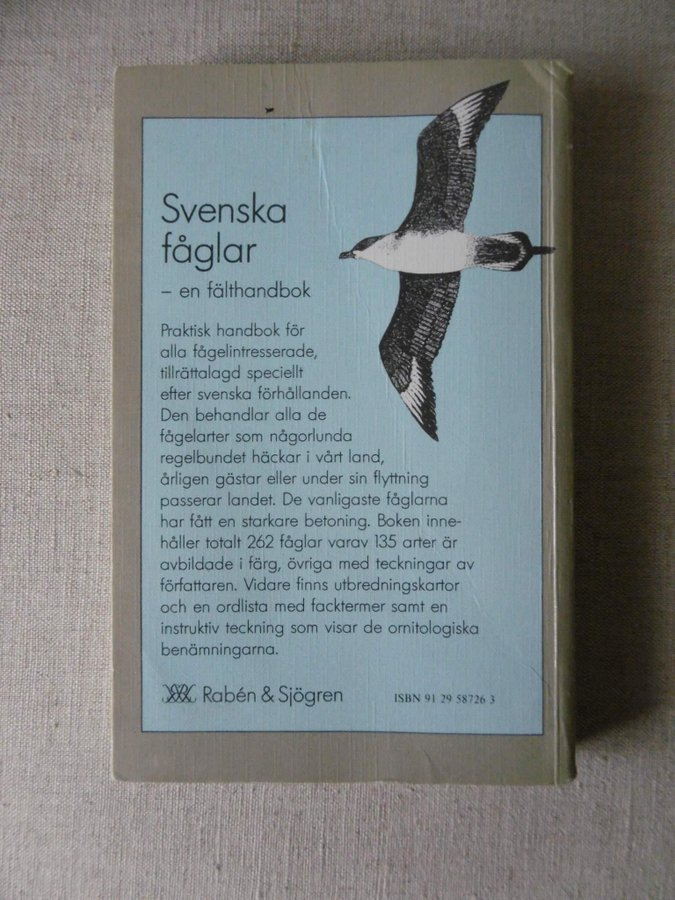 Svenska
fåglar
– en fälthandbok
Praktisk handbok för
alla fågelintresserade,
tillrättalagd speciellt
efter svenska förhållanden.
Den behandlar alla de
fågelarter som någorlunda
regelbundet häckar i vårt land,
årligen gästar eller under sin flyttning
passerar landet. De vanligaste fåglarna
har fått en starkare betoning. Boken inne-
håller totalt 262 fåglar varav 135 arter är
avbildade i färg, övriga med teckningar av
författaren. Vidare finns utbredningskartor
och en ordlista med facktermer samt en
instruktiv teckning som visar de ornitologiska
benämningarna.
Rabén & Sjögren ISBN 91 29 58726 3